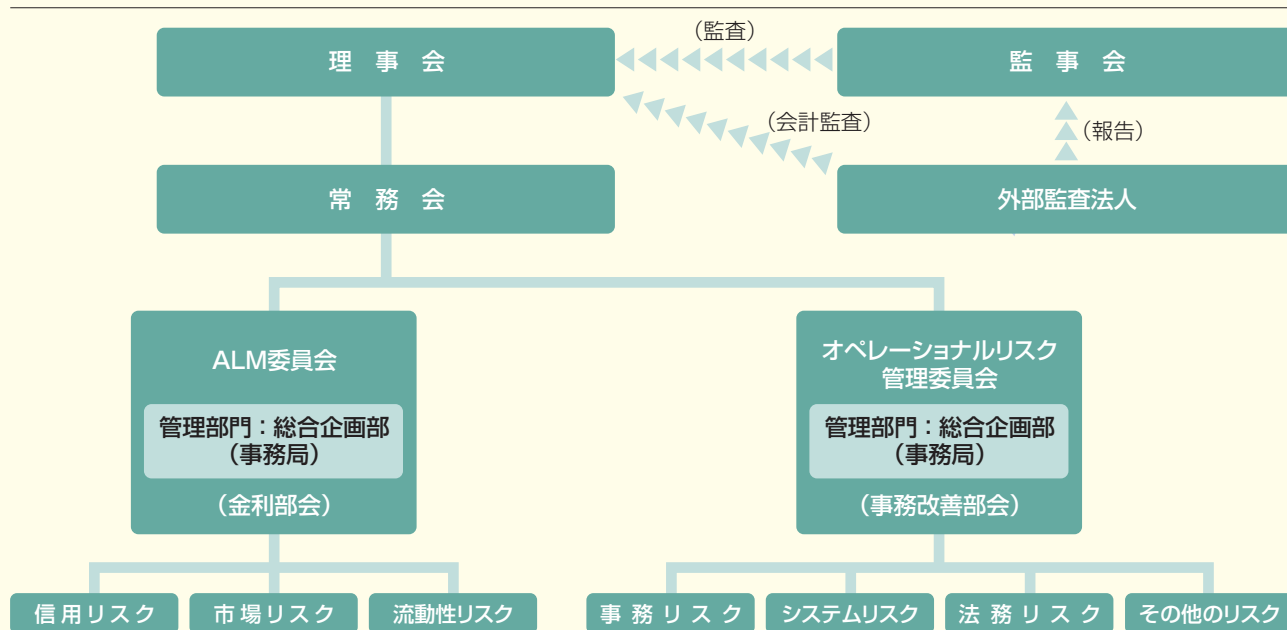 理事会
（監査）
監事会
（会計監査）
（報告）
常務会
外部監査法人
ALM委員会
管理部門：総合企画部
（事務局）
（金利部会）
オペレーショナルリスク
管理委員会
管理部門：総合企画部
（事務局）
（事務改善部会）
信用リスク
市場リスク
流動性リスク
事務リスク
システムリスク
法務リスク
その他のリスク